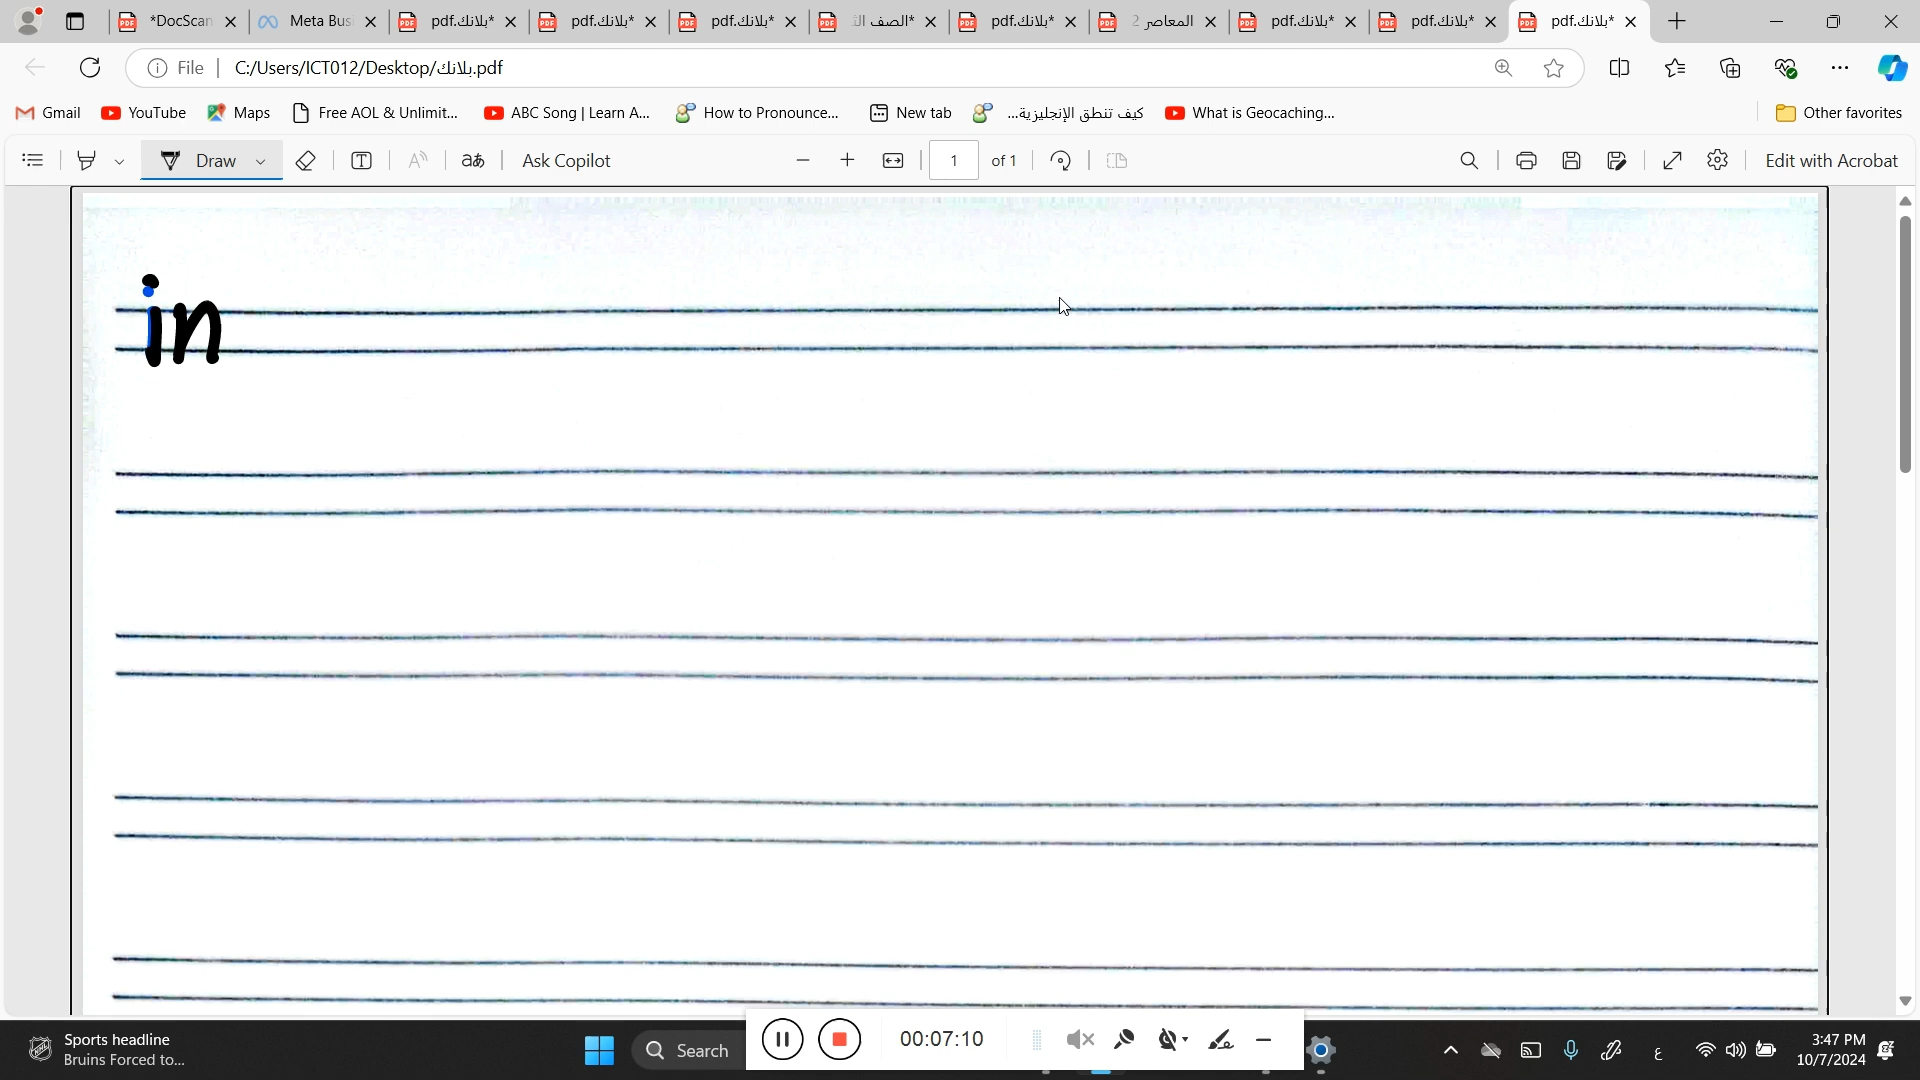 *DocScan
Meta Busi
*بلانك.pdf
*بلانك.pdf
*بلانك.pdf
*الصف الث
*بلانك.pdf
المعاصر 2
*بلانك.pdf
*بلانك.pdf
*بلانك.pdf
File C:/Users/ICT012/Desktop/بلانك.pdf
Gmail YouTube Maps Free AOL & Unlimit... ABC Song | Learn A... How to Pronounce... New tab كيف تنطق الإنجليزية... What is Geocaching... Other favorites
Draw aあ Ask Copilot 1 of 1 Edit with Acrobat
in
Sports headline
Bruins Forced to...
Search
00:07:10
ع
3:47 PM
10/7/2024